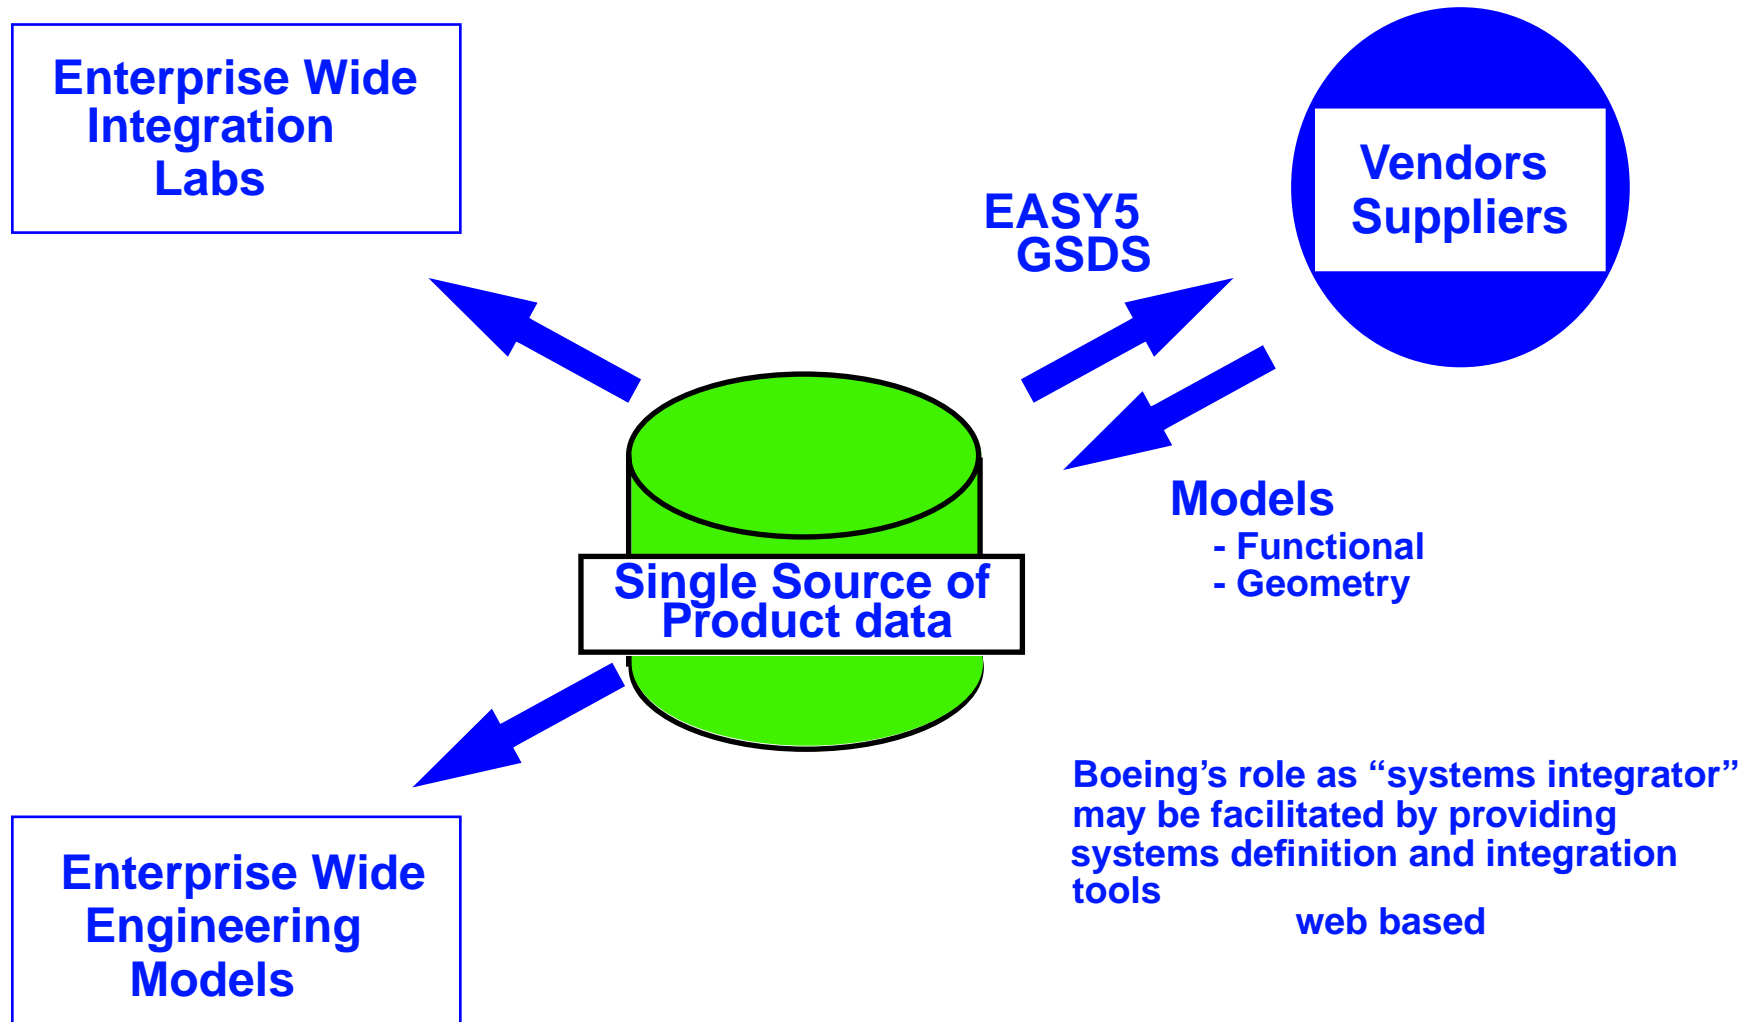 Enterprise Wide
Integration
Labs
Vendors
Suppliers
EASY5
GSDS
Models
- Functional
- Geometry
Single Source of
Product data
Boeing’s role as “systems integrator”
may be facilitated by providing
systems definition and integration
tools
web based
Enterprise Wide
Engineering
Models